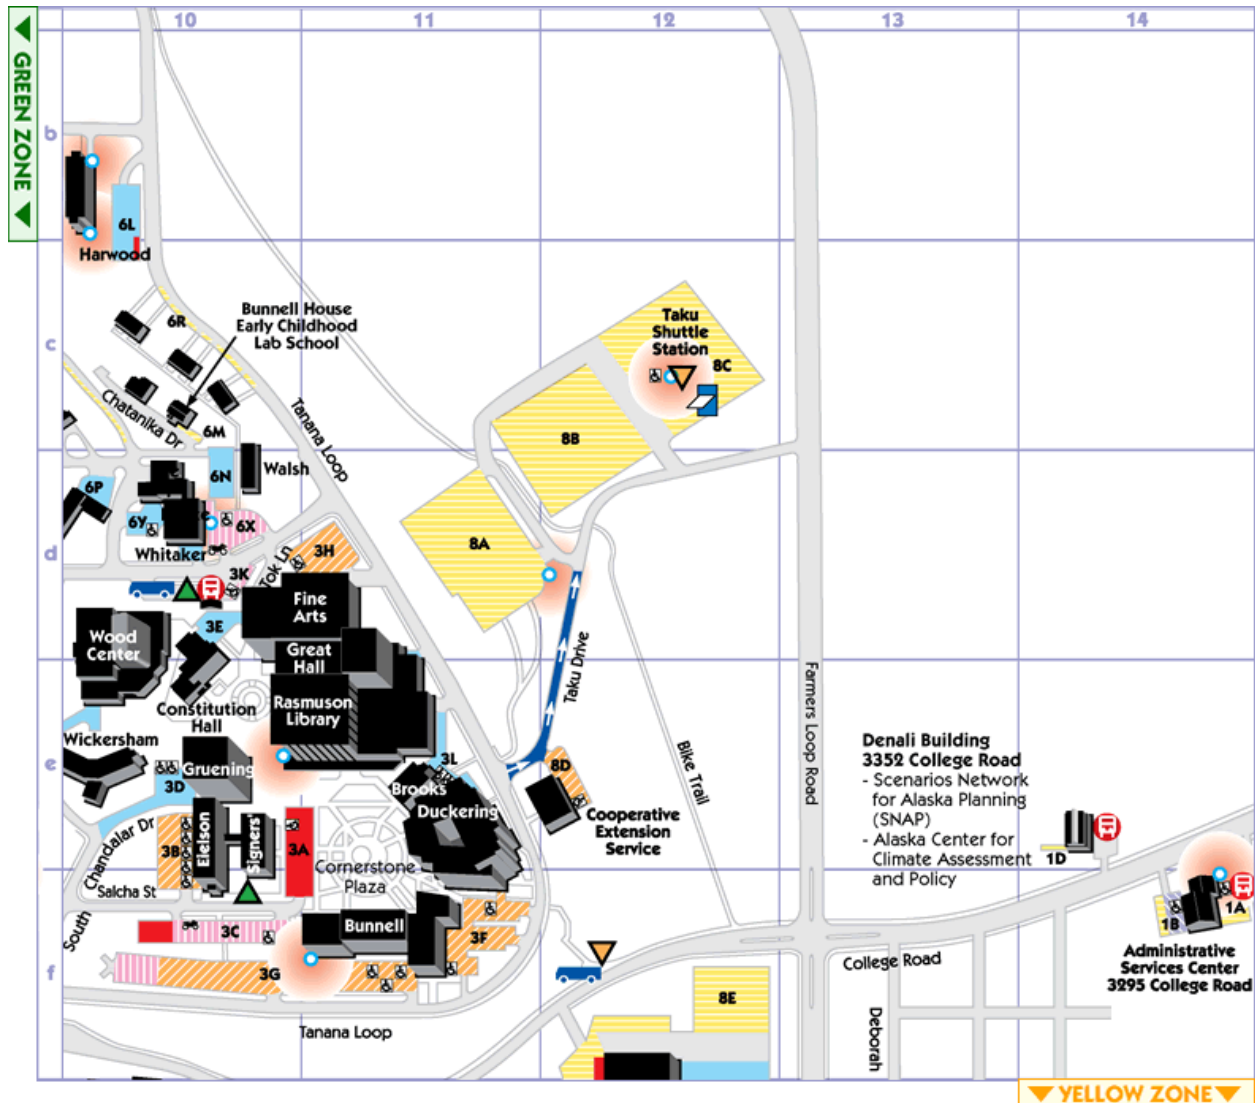 10
11
12
13
14
GREEN ZONE
b
6L
Harwood
Bunnell House
Early Childhood
Lab School
6R
c
Taku
Shuttle
Station
8C
Chatanika Dr
6M
Tanana Loop
8B
6N
Walsh
6P
6Y
6X
Whitaker
d
8A
3H
Tok Ln
3K
Fine
Arts
3E
Wood
Center
Great
Hall
Taku Drive
Constitution
Hall
Rasmuson
Library
Farmers Loop Road
Wickersham
e
Gruening
3L
8D
Bike Trail
3D
Brooks
Duckering
Denali Building
3352 College Road
- Scenarios Network
for Alaska Planning
(SNAP)
- Alaska Center for
Climate Assessment
and Policy
Cooperative
Extension
Service
Chandalar Dr
3B
Eielson
Signers'
3A
1D
Cornerstone
Plaza
Salcha St
South
3C
Bunnell
3F
1B
1A
f
3G
College Road
Administrative
Services Center
3295 College Road
8E
Tanana Loop
Deborah
YELLOW ZONE